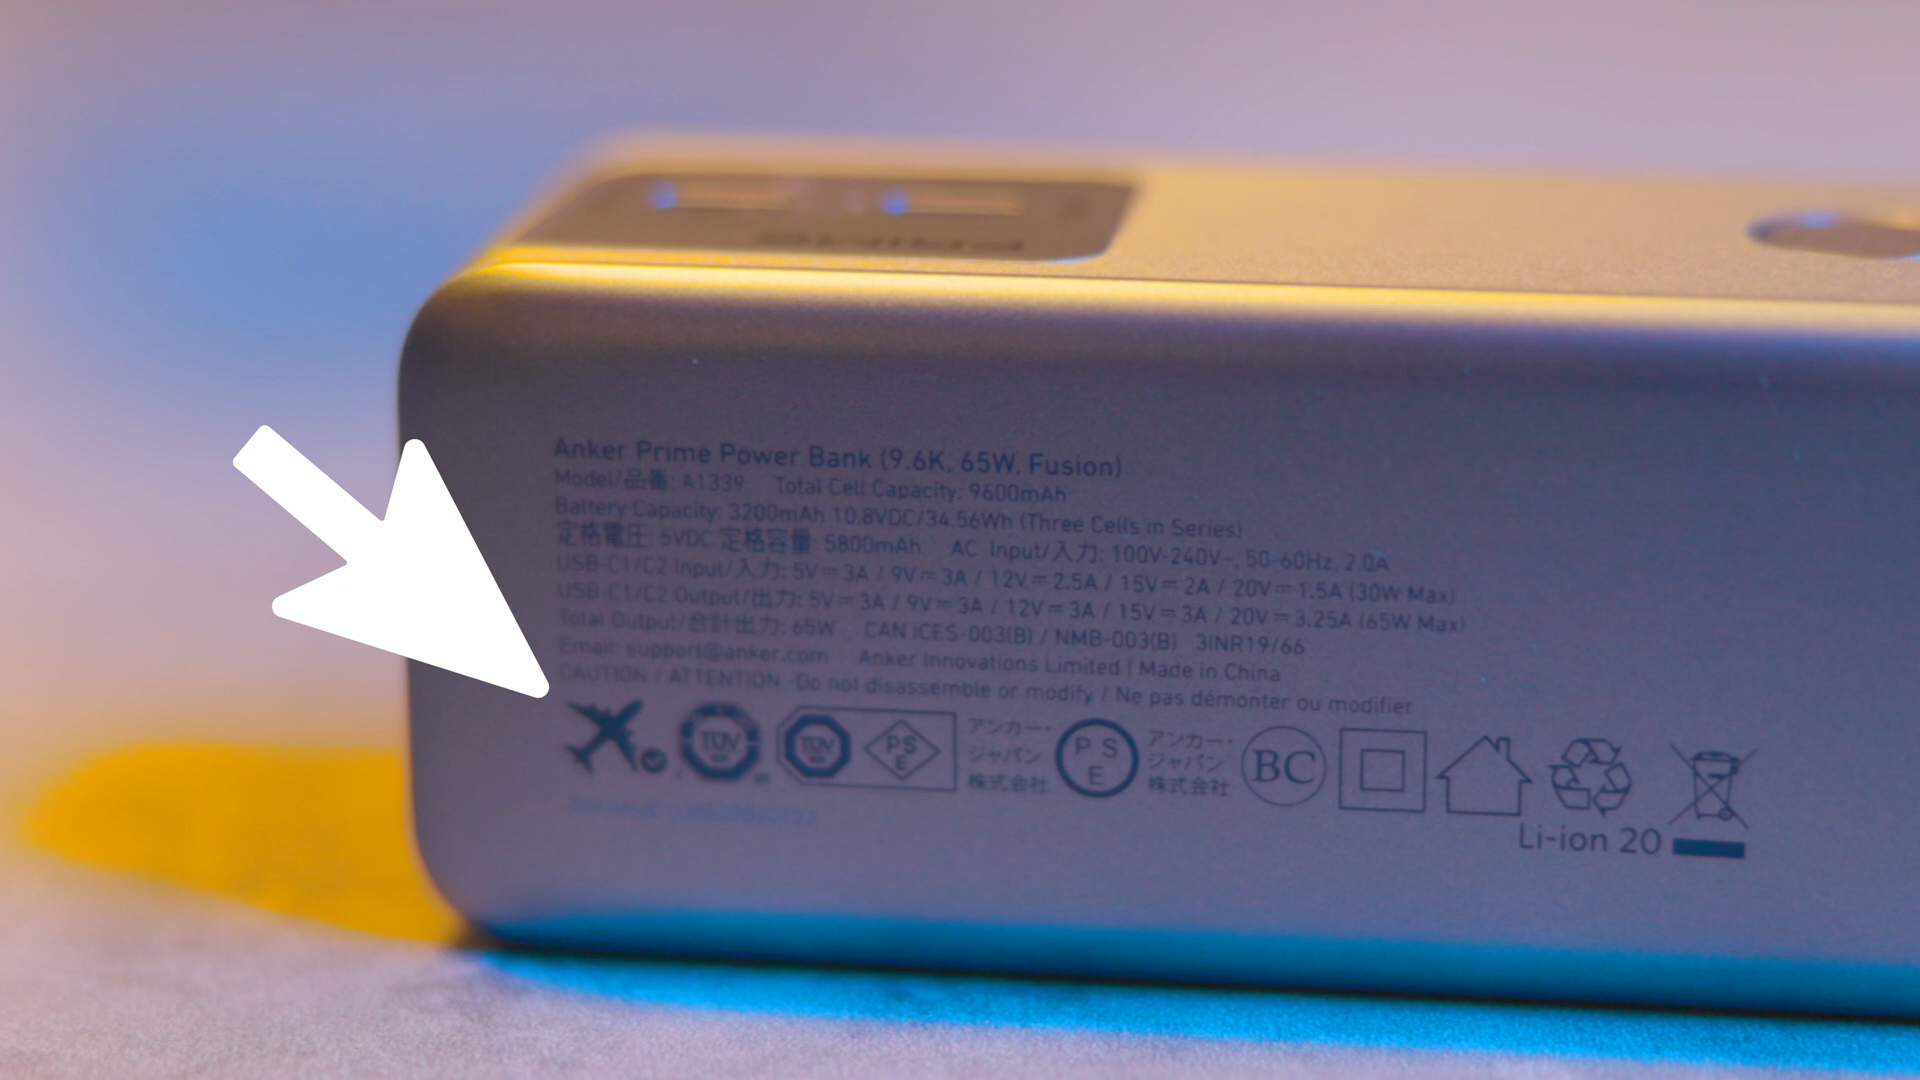 PRIME
Anker Prime Power Bank (9.6K, 65W, Fusion)
Model/品番: A1339 Total Cell Capacity: 9600mAh
Battery Capacity: 3200mAh 10.8VDC/34.56Wh (Three Cells in Series)
定格電圧: 5VDC 定格容量: 5800mAh AC Input/入力: 100V-240V~, 50-60Hz, 2.0A
USB-C1/C2 Input/入力: 5V⎓3A / 9V⎓3A / 12V⎓2.5A / 15V⎓2A / 20V⎓1.5A (30W Max)
USB-C1/C2 Output/出力: 5V⎓3A / 9V⎓3A / 12V⎓3A / 15V⎓3A / 20V⎓3.25A (65W Max)
Total Output/合計出力: 65W CAN ICES-003(B) / NMB-003(B) 3INR19/66
Email: support@anker.com Anker Innovations Limited | Made in China
CAUTION / ATTENTION -Do not disassemble or modify / Ne pas démonter ou modifier
TÜV TÜV PS E アンカー・ジャパン株式会社 PS E アンカー・ジャパン株式会社 BC
Li-ion 20